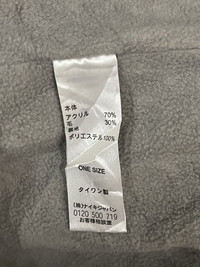 本体
アクリル 70%
毛 30%
ポリエステル100%
ONE SIZE
タイワン製
(株)ナイキジャパン
0120 500 719
お客様相談室